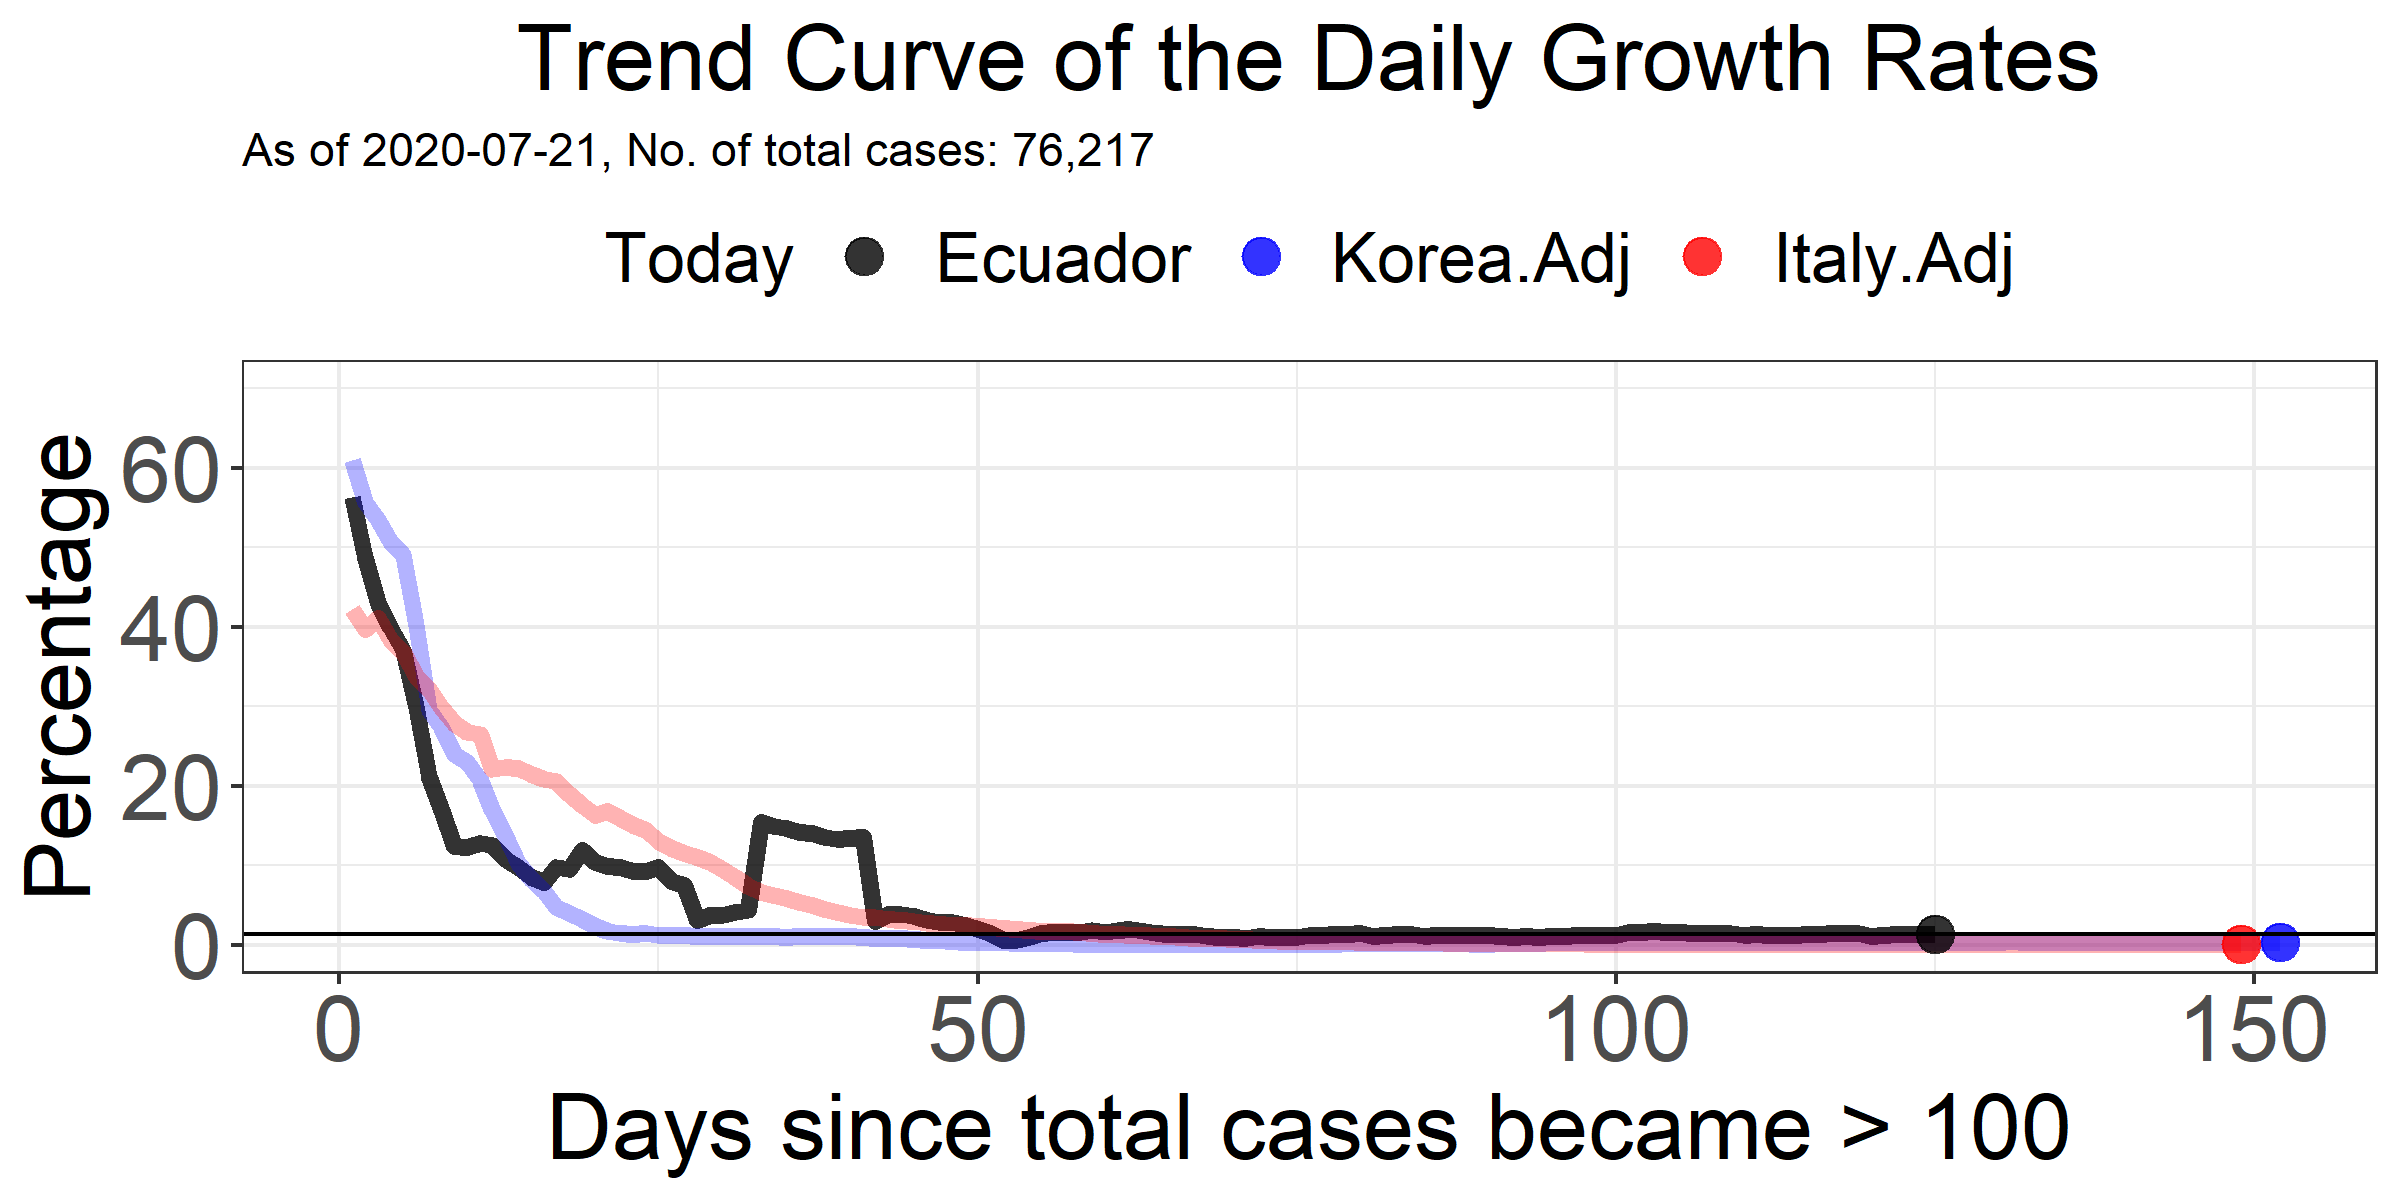 Trend Curve of the Daily Growth Rates
As of 2020-07-21, No. of total cases: 76,217
Today Ecuador Korea.Adj Italy.Adj
Percentage
60
40
20
0
0 50 100 150
Days since total cases became > 100